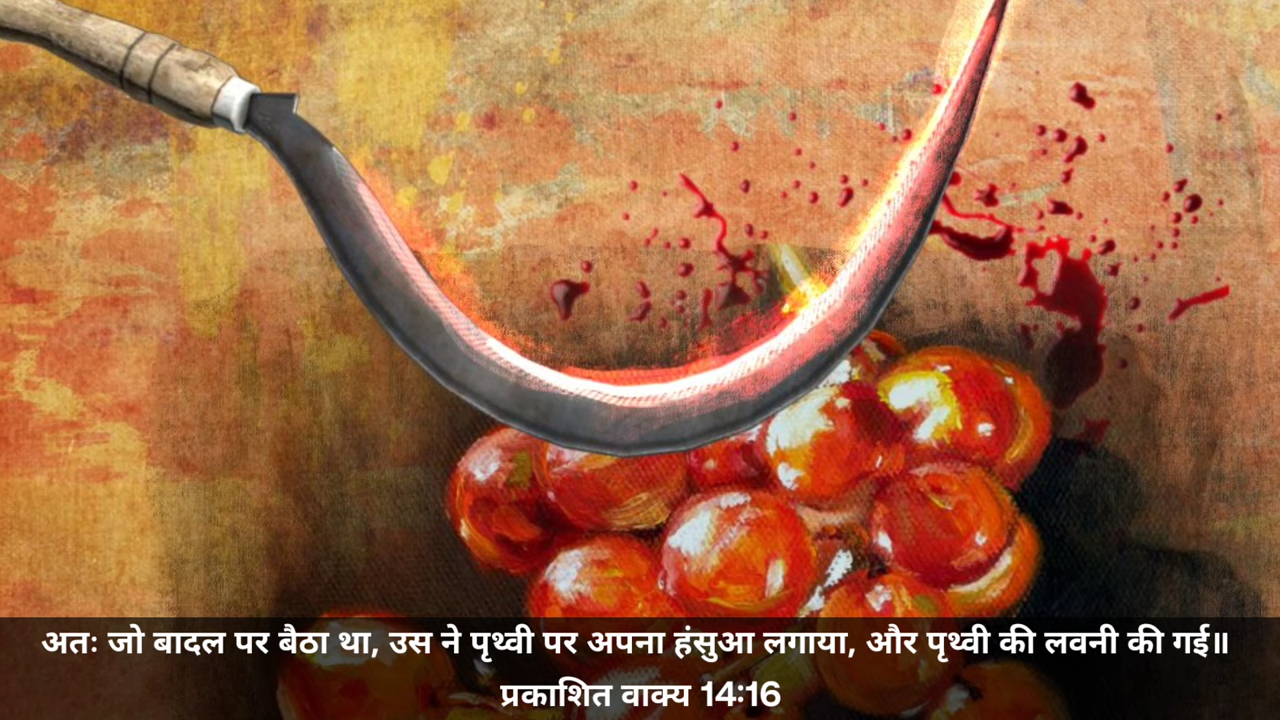 अतः जो बादल पर बैठा था, उस ने पृथ्वी पर अपना हंसुआ लगाया, और पृथ्वी की लवनी की गई॥
प्रकाशित वाक्य 14:16